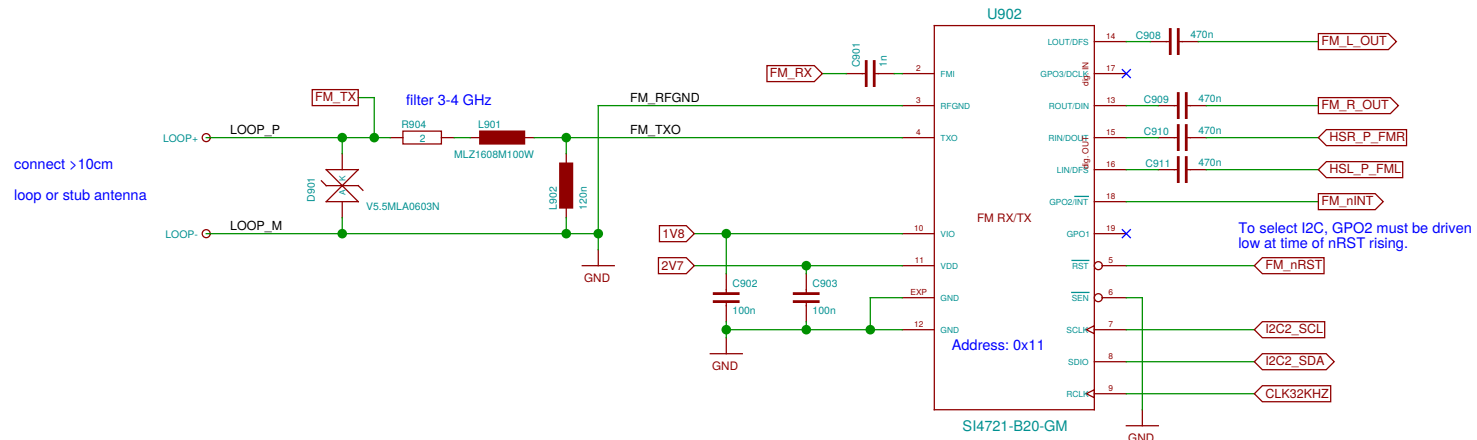 U902
FM_TX
filter 3-4 GHz
LOOP+
LOOP_P
R904
2
L901
MLZ1608M100W
connect >10cm
loop or stub antenna
D901
A
K
V5.5MLA0603N
LOOP-
LOOP_M
L902
120n
GND
FM_RX
C901
1n
FM_RFGND
FM_TXO
2
FMI
3
RFGND
4
TXO
1V8
10
VIO
2V7
11
VDD
EXP
GND
12
GND
C902
100n
C903
100n
GND
FM RX/TX
Address: 0x11
SI4721-B20-GM
LOUT/DFS
14
C908
470n
FM_L_OUT
dig. IN
GPO3/DCLK
17
ROUT/DIN
13
C909
470n
FM_R_OUT
RIN/DOUT
15
C910
470n
HSR_P_FMR
dig. OUT
LIN/DFS
16
C911
470n
HSL_P_FML
GPO2/INT
18
FM_nINT
GPO1
19
To select I2C, GPO2 must be driven
low at time of nRST rising.
RST
5
FM_nRST
SEN
6
SCLK
7
I2C2_SCL
SDIO
8
I2C2_SDA
RCLK
9
CLK32KHZ
GND